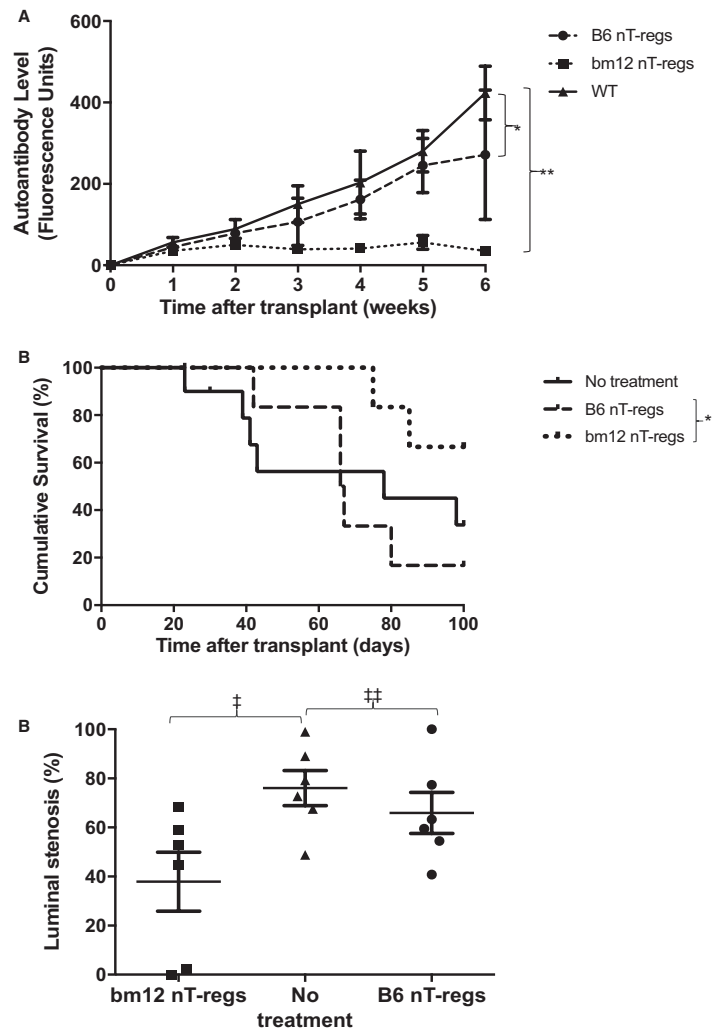 A
Autoantibody Level
(Fluorescence Units)
600
400
200
0
0 1 2 3 4 5 6
Time after transplant (weeks)
B6 nT-regs
bm12 nT-regs
WT
*
**
B
Cumulative Survival (%)
100
80
60
40
20
0
0 20 40 60 80 100
Time after transplant (days)
No treatment
B6 nT-regs
bm12 nT-regs
*
B
Luminal stenosis (%)
‡ ‡‡
100
80
60
40
20
0
bm12 nT-regs No B6 nT-regs
treatment